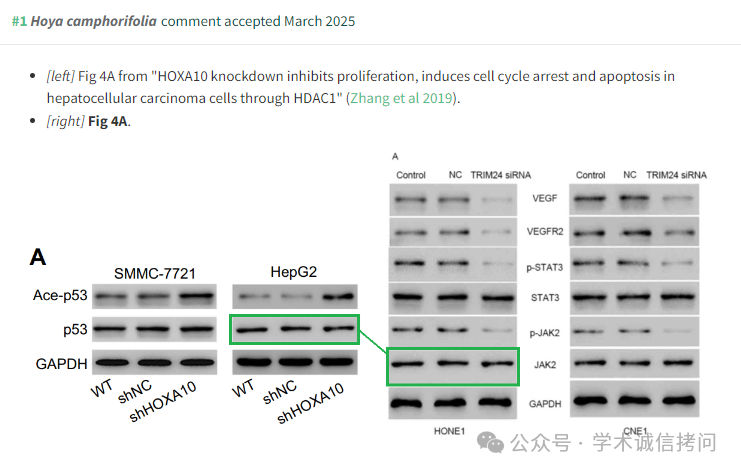 #1 Hoya camphorifolia comment accepted March 2025
[left] Fig 4A from "HOXA10 knockdown inhibits proliferation, induces cell cycle arrest and apoptosis in
hepatocellular carcinoma cells through HDAC1" (Zhang et al 2019).
[right] Fig 4A.
A
SMMC-7721 HepG2
Ace-p53
p53
GAPDH
WT shNC shHOXA10 WT shNC shHOXA10
A
Control NC TRIM24 siRNA Control NC TRIM24 siRNA
VEGF
VEGFR2
p-STAT3
STAT3
p-JAK2
JAK2
GAPDH
HONE1 CNE1
公众号 · 学术诚信拷问